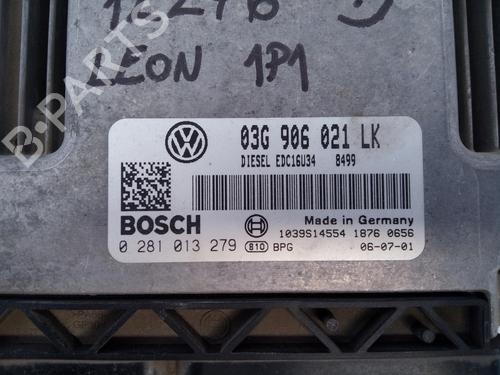 LEON 1P1
B-PARTS
03G 906 021 LK
DIESEL EDC16U34 8499
BOSCH
Made in Germany
1039S14554 1876 0656
0 281 013 279 810 BPG 06-07-01